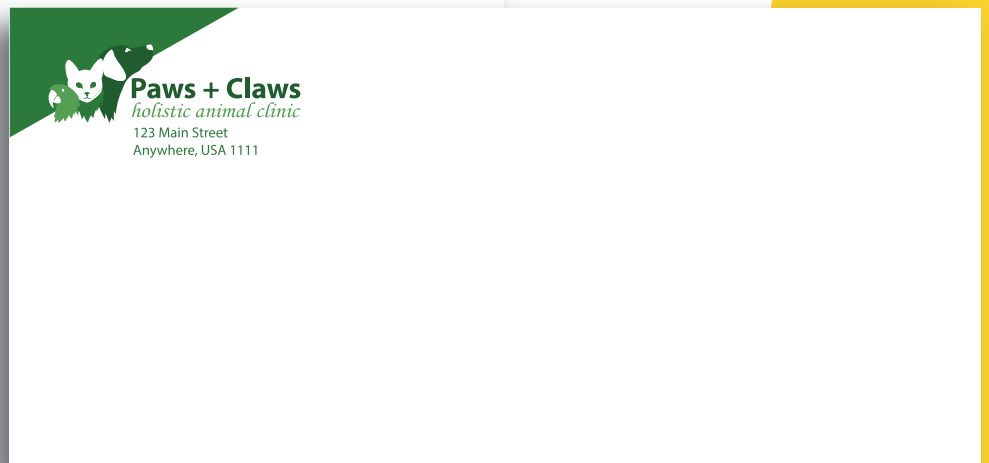 Paws + Claws
holistic animal clinic
123 Main Street
Anywhere, USA 1111